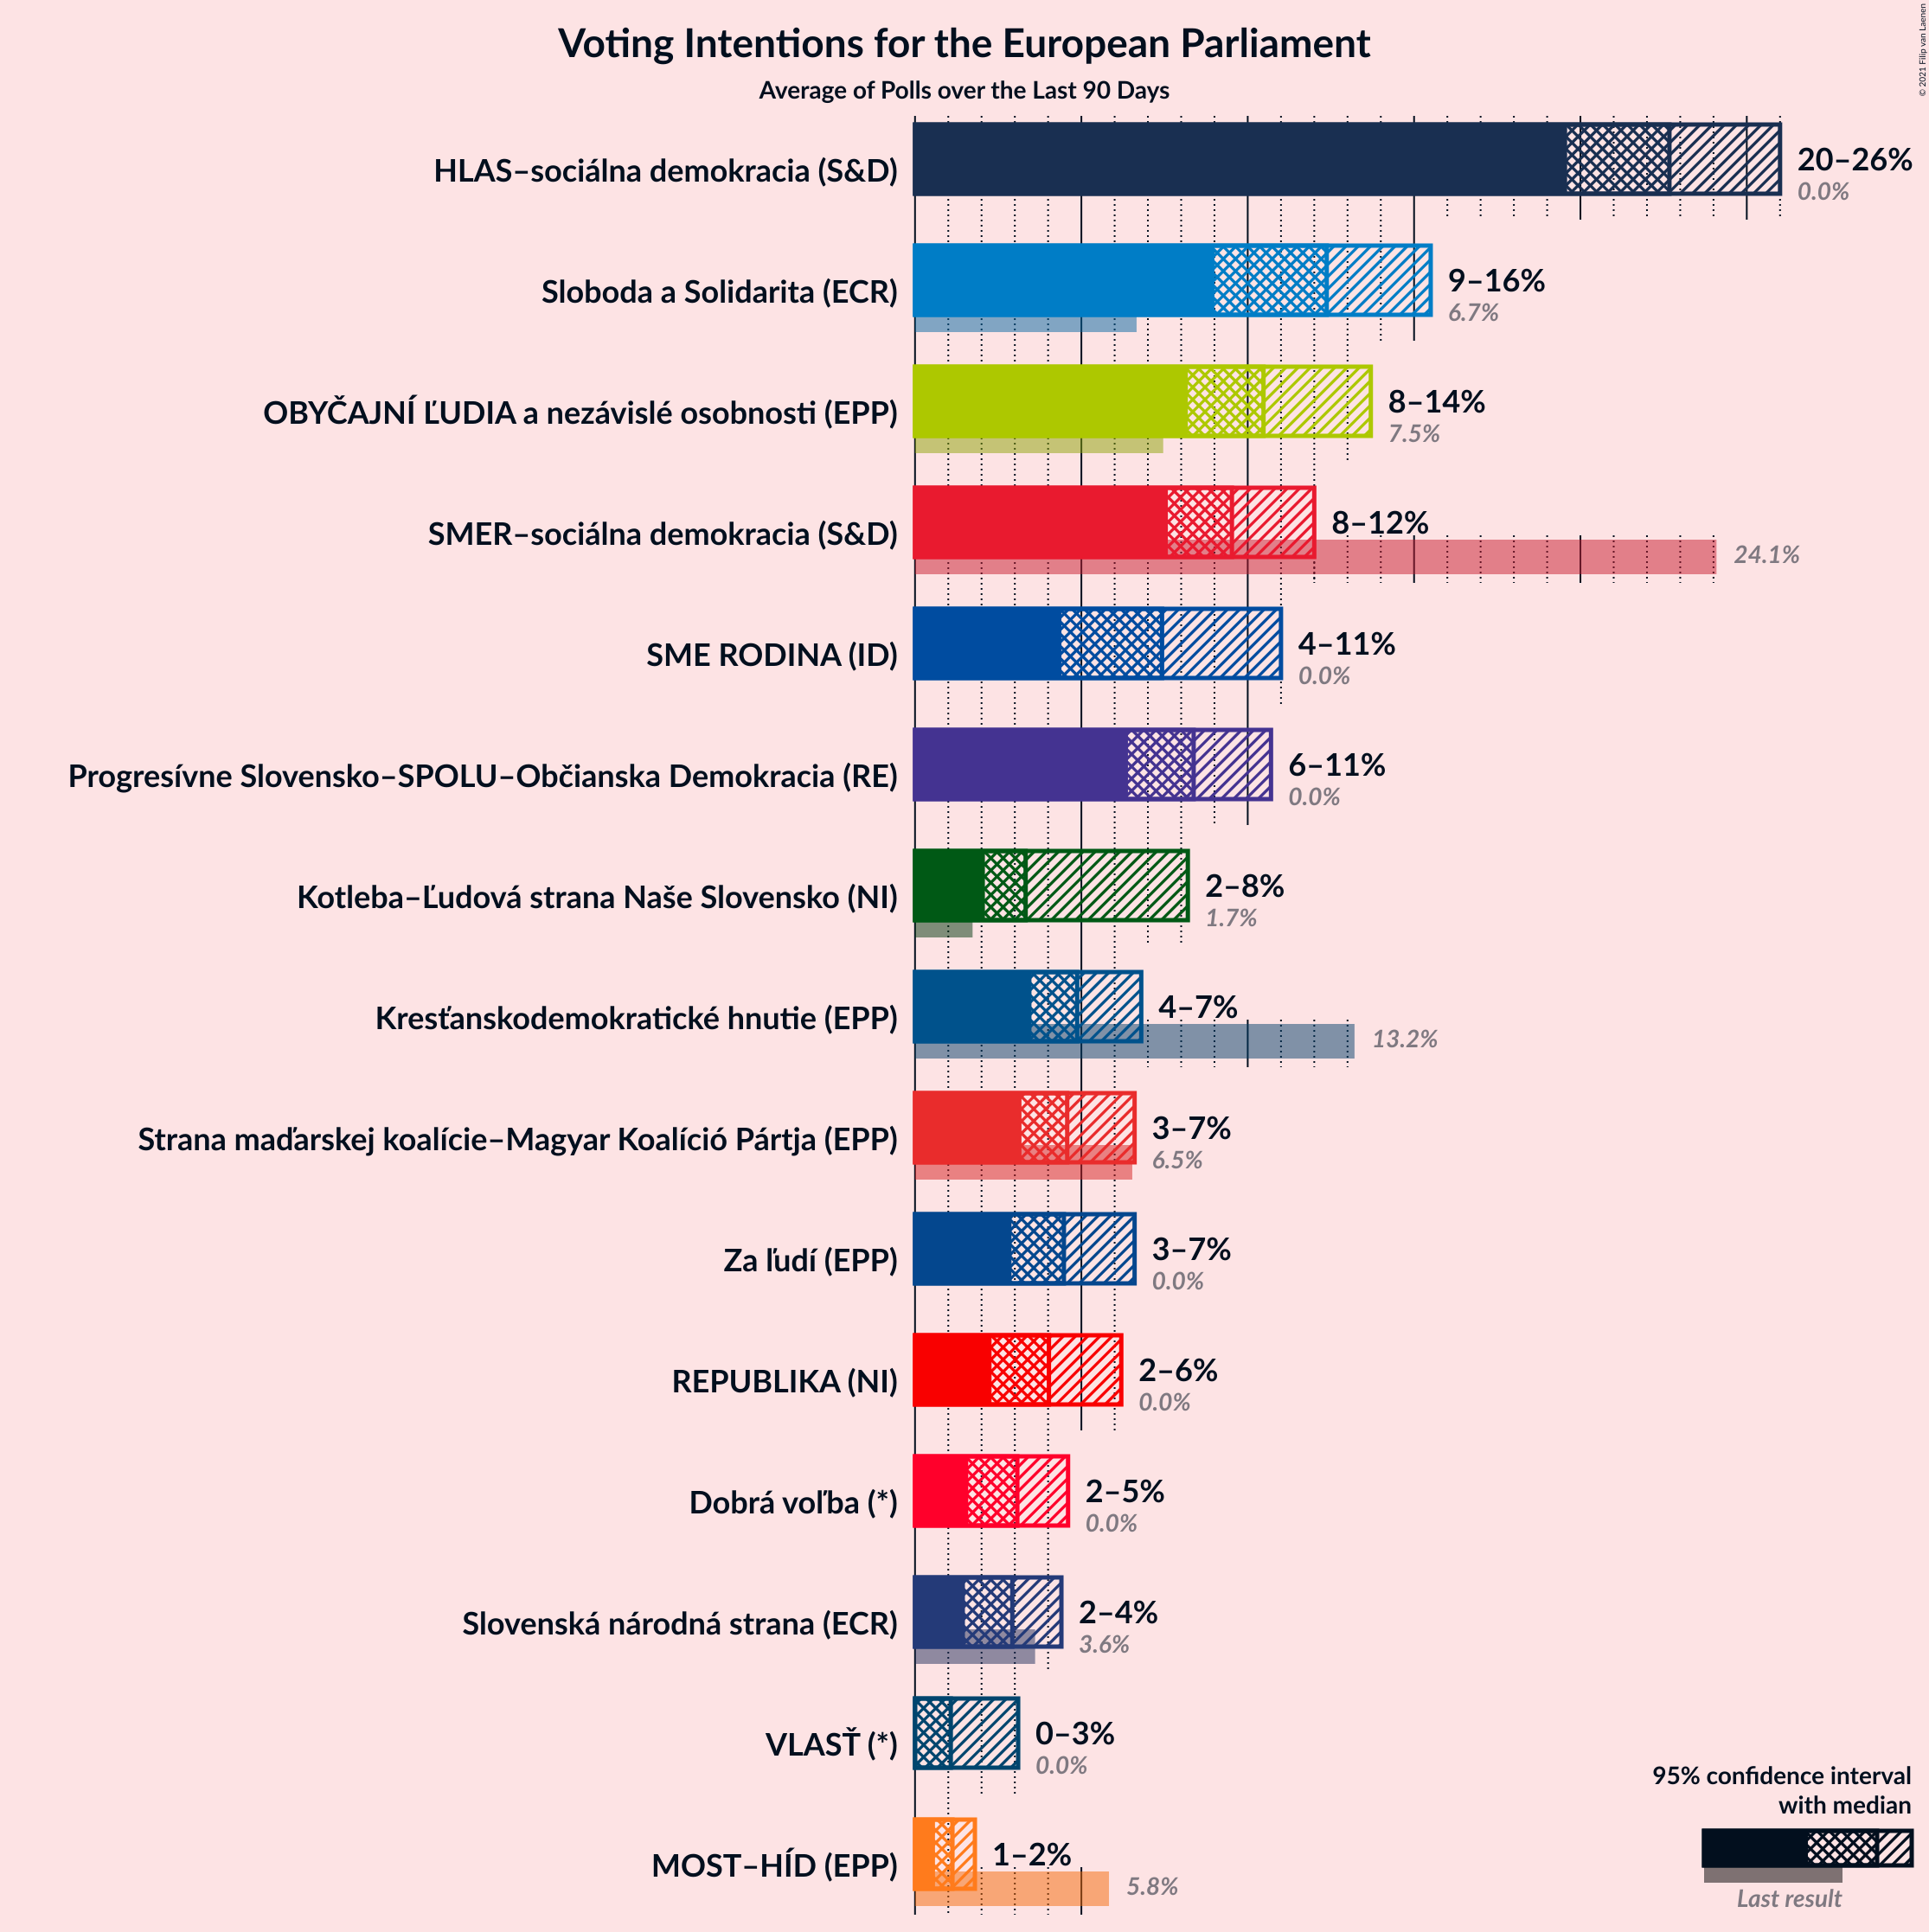 Voting Intentions for the European Parliament
Average of Polls over the Last 90 Days
© 2021 Filip van Laenen
HLAS–sociálna demokracia (S&D)
20–26%
0.0%
Sloboda a Solidarita (ECR)
9–16%
6.7%
OBYČAJNÍ ĽUDIA a nezávislé osobnosti (EPP)
8–14%
7.5%
SMER–sociálna demokracia (S&D)
8–12%
24.1%
SME RODINA (ID)
4–11%
0.0%
Progresívne Slovensko–SPOLU–Občianska Demokracia (RE)
6–11%
0.0%
Kotleba–Ľudová strana Naše Slovensko (NI)
2–8%
1.7%
Kresťanskodemokratické hnutie (EPP)
4–7%
13.2%
Strana maďarskej koalície–Magyar Koalíció Pártja (EPP)
3–7%
6.5%
Za ľudí (EPP)
3–7%
0.0%
REPUBLIKA (NI)
2–6%
0.0%
Dobrá voľba (*)
2–5%
0.0%
Slovenská národná strana (ECR)
2–4%
3.6%
VLASŤ (*)
0–3%
0.0%
MOST–HÍD (EPP)
1–2%
5.8%
95% confidence interval
with median
Last result